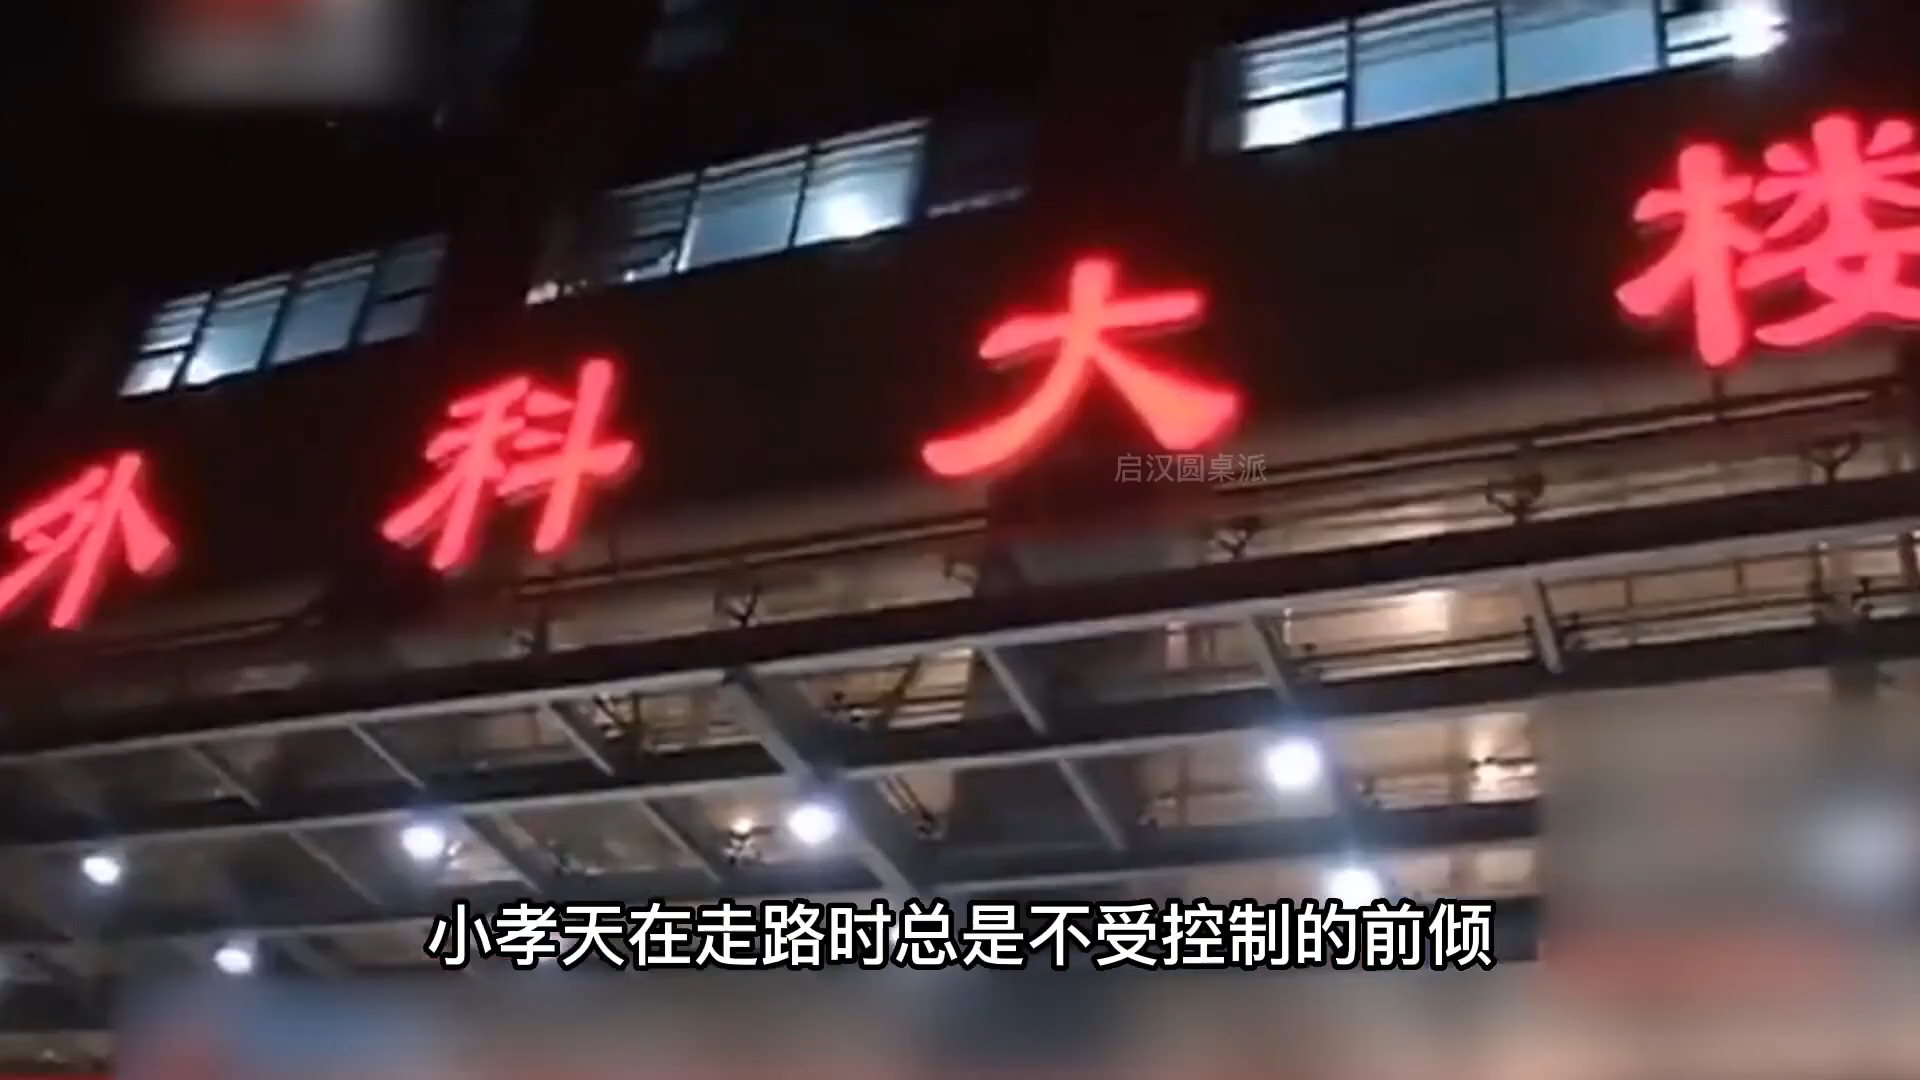 外科大楼
启汉圆桌派
小孝天在走路时总是不受控制的前倾